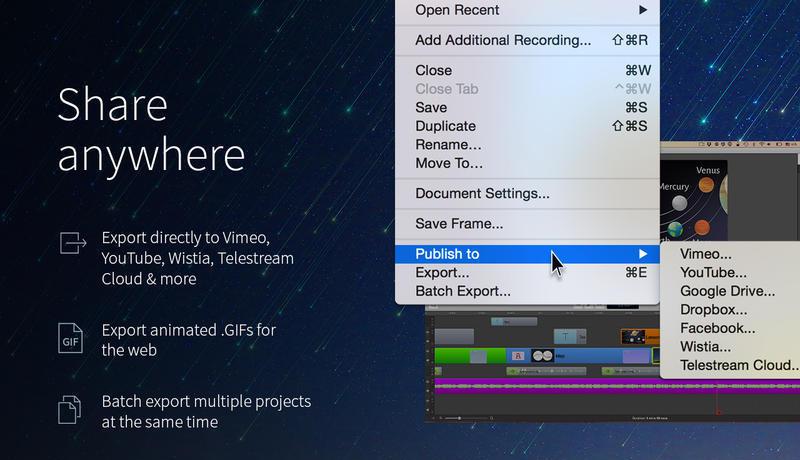 Share
anywhere
Export directly to Vimeo,
YouTube, Wistia, Telestream
Cloud & more
GIF
Export animated .GIFs for
the web
Batch export multiple projects
at the same time
Open Recent ▶
Add Additional Recording... ⇧⌘R
Close ⌘W
Close Tab ^⌘W
Save ⌘S
Duplicate ⇧⌘S
Rename...
Move To...
Document Settings...
Save Frame...
Publish to ▶
Export... ⌘E
Batch Export...
Vimeo...
YouTube...
Google Drive...
Dropbox...
Facebook...
Wistia...
Telestream Cloud..
Venus
Mercury